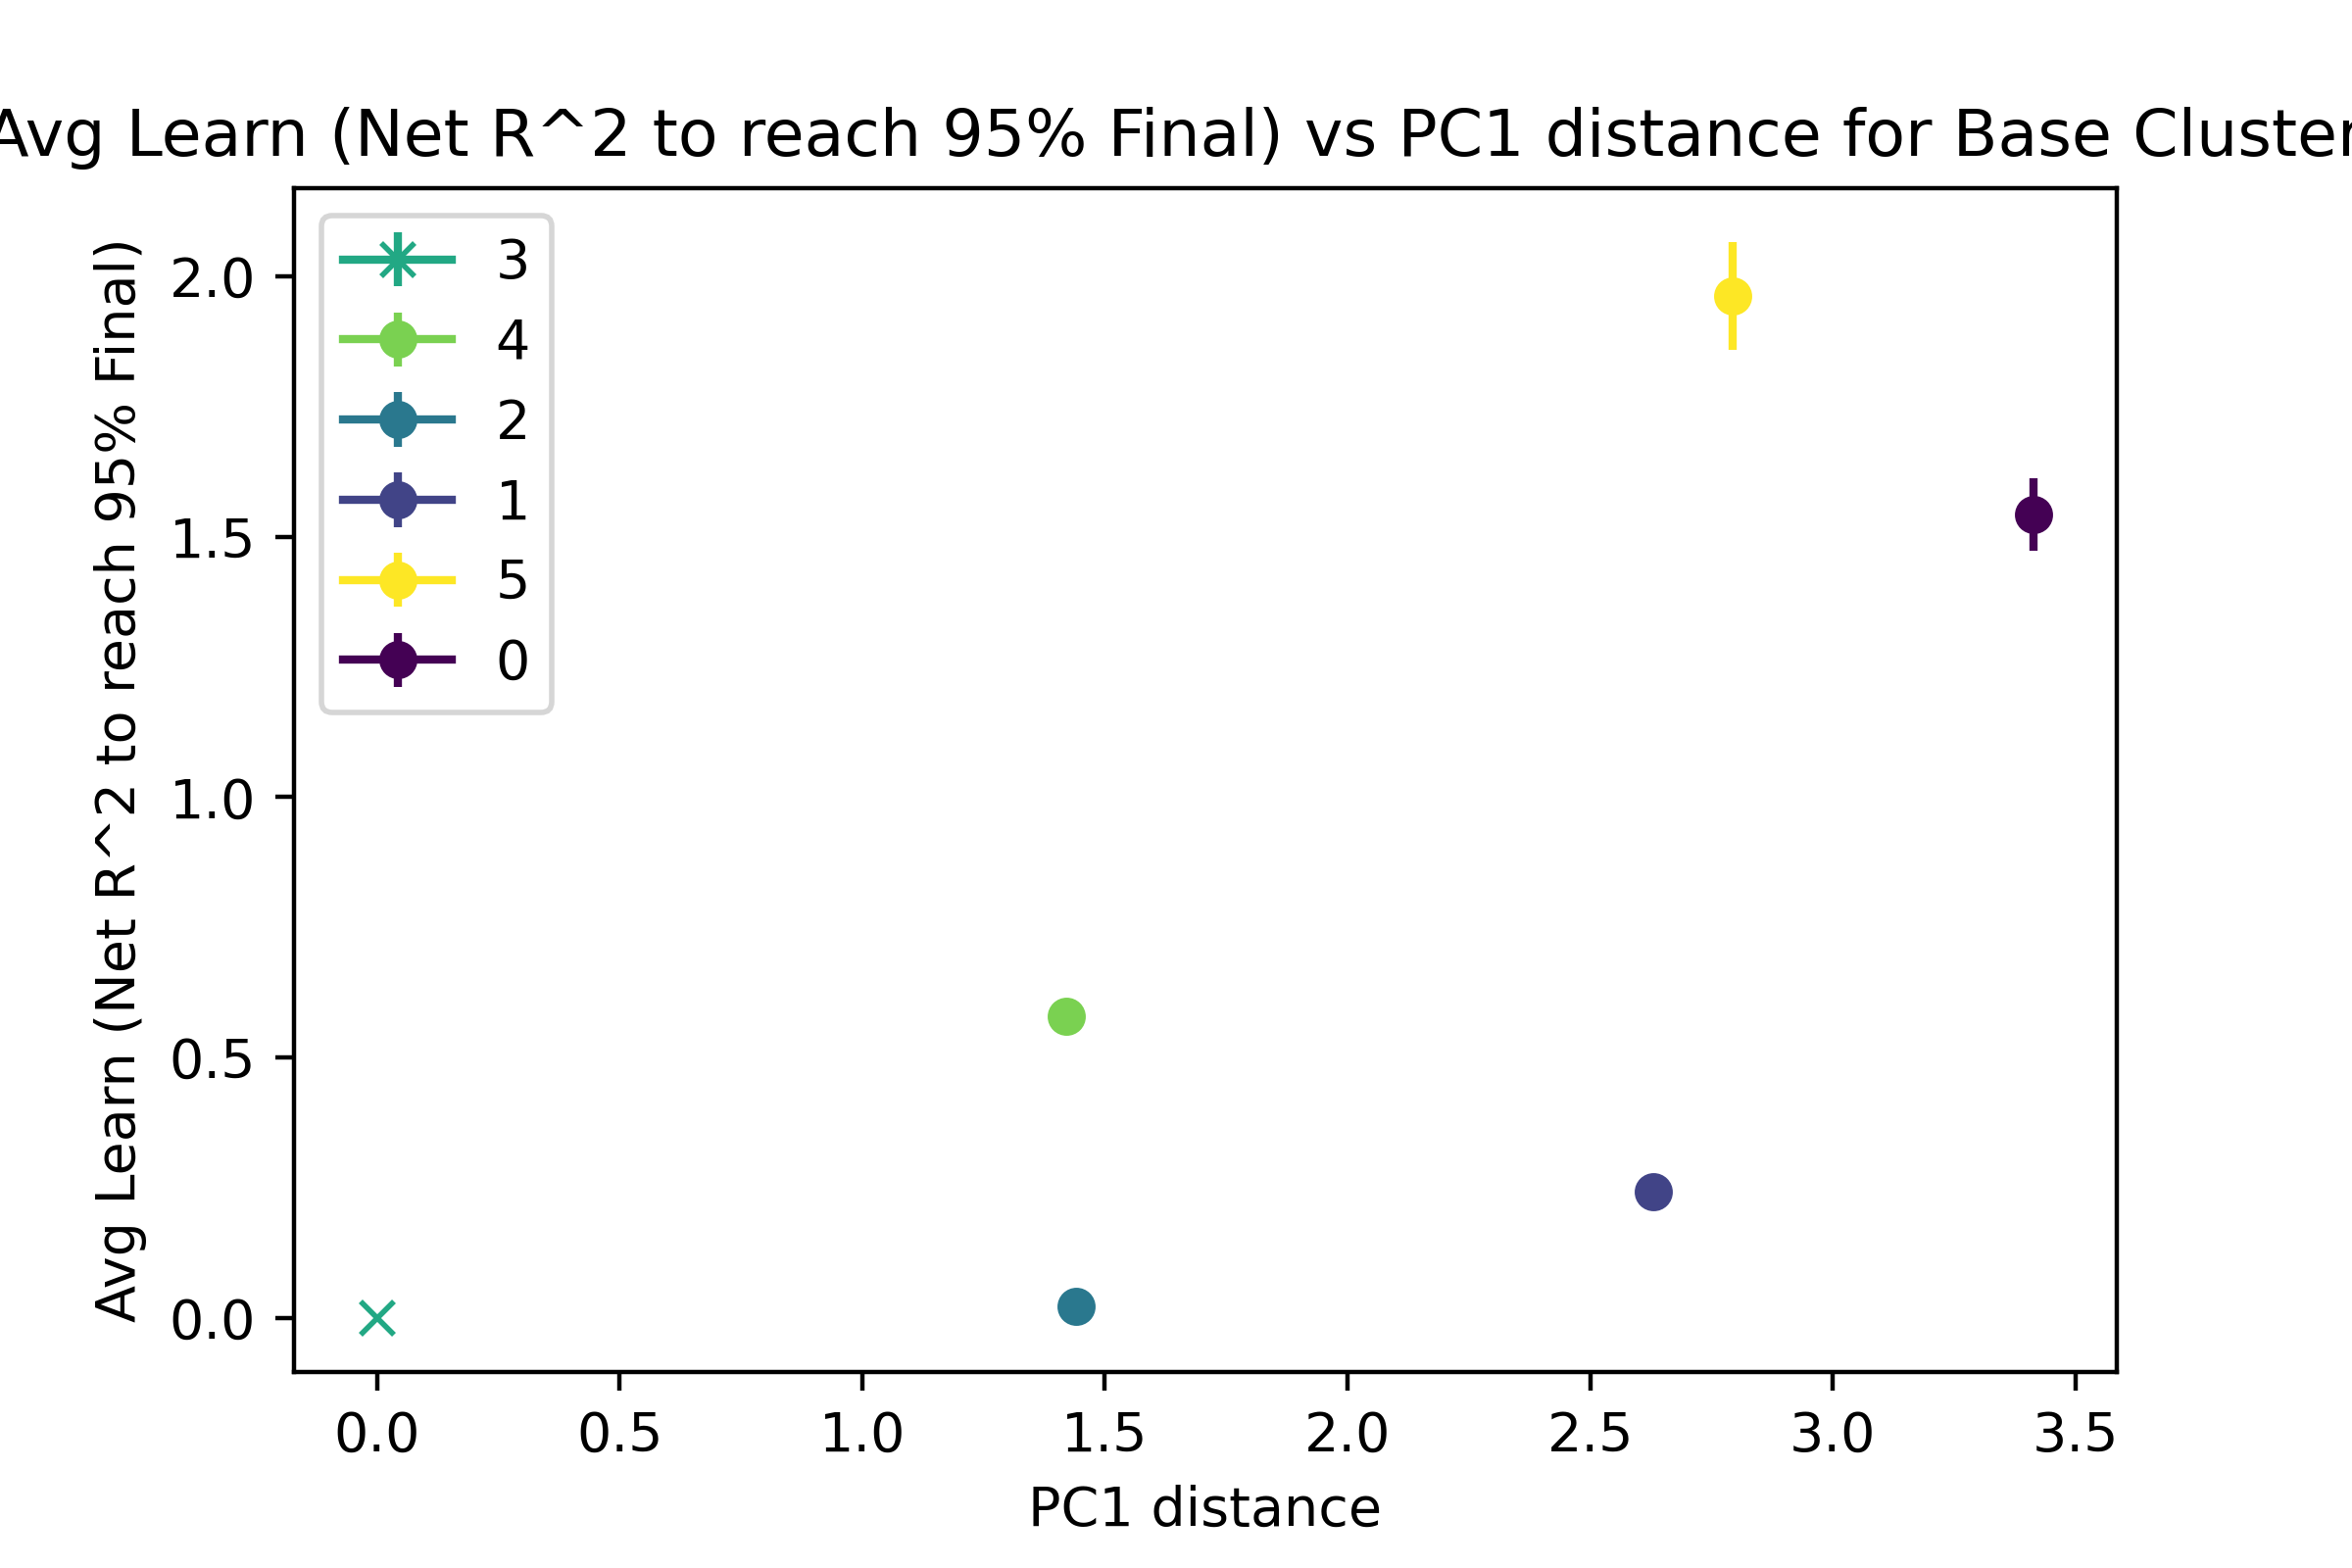 Avg Learn (Net R^2 to reach 95% Final) vs PC1 distance for Base Cluster
Avg Learn (Net R^2 to reach 95% Final)
2.0
1.5
1.0
0.5
0.0
3
4
2
1
5
0
0.0 0.5 1.0 1.5 2.0 2.5 3.0 3.5
PC1 distance